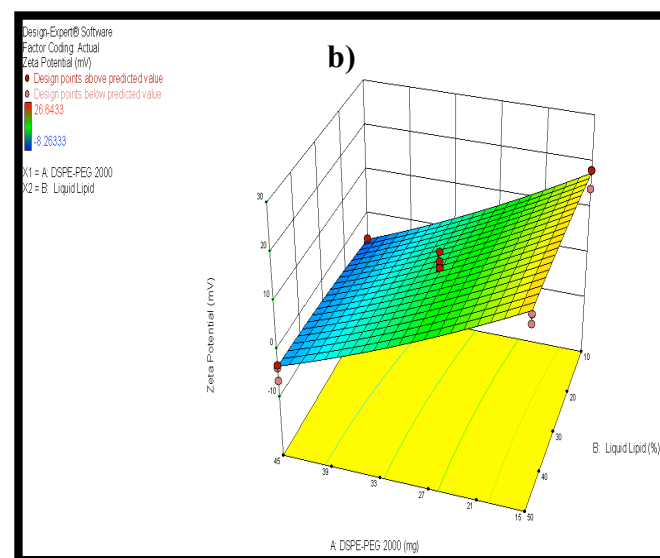 Design-Expert® Software
Factor Coding: Actual
Zeta Potential (mV)
Design points above predicted value
Design points below predicted value
26.6433
-8.26333
X1 = A: DSPE-PEG 2000
X2 = B: Liquid Lipid
b)
30
20
10
0
-10
Zeta Potential (mV)
45
39
33
27
21
15
50
40
30
20
10
A: DSPE-PEG 2000 (mg)
B: Liquid Lipid (%)